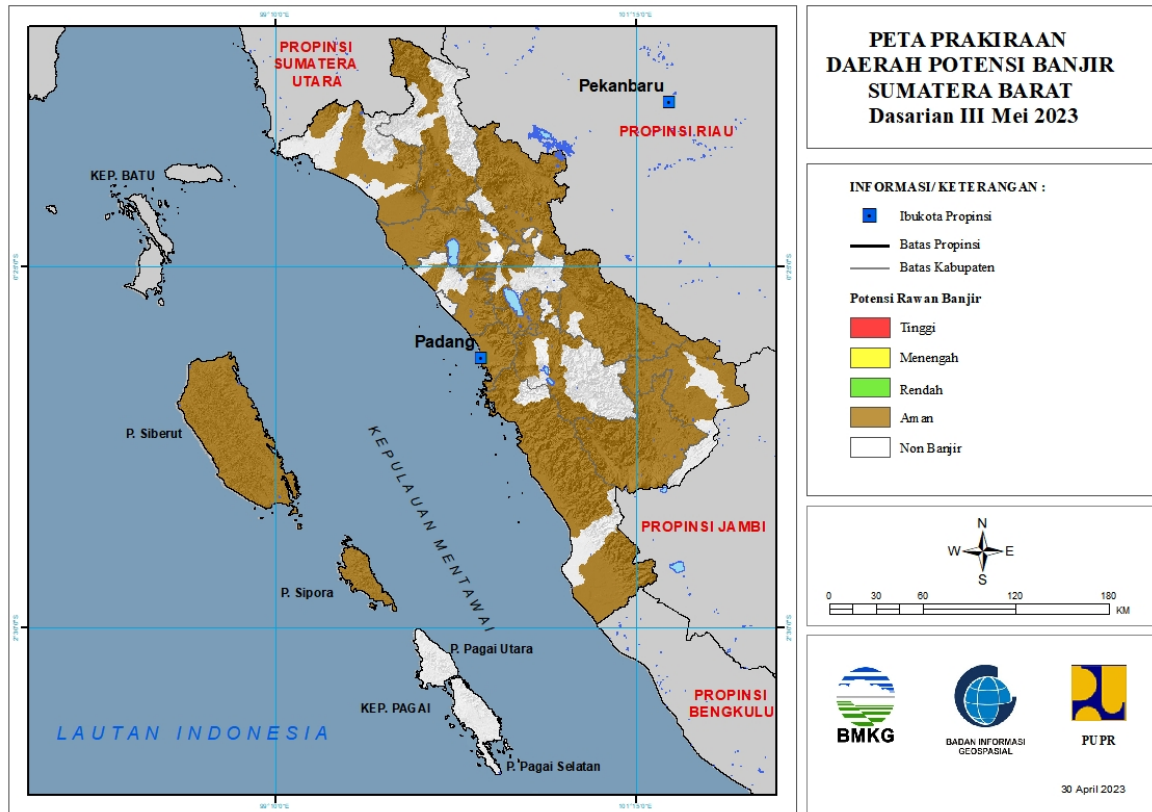 PETA PRAKIRAAN
DAERAH POTENSI BANJIR
SUMATERA BARAT
Dasarian III Mei 2023
INFORMASI/ KETERANGAN :
Ibukota Propinsi
Batas Propinsi
Batas Kabupaten
Potensi Rawan Banjir
Tinggi
Menengah
Rendah
Aman
Non Banjir
N
W
E
S
0
30
60
120
180
KM
BMKG
BADAN INFORMASI
GEOSPASIAL
PUPR
30 April 2023
PROPINSI
SUMATERA
UTARA
Pekanbaru
PROPINSI RIAU
KEP. BATU
Padang
P. Siberut
KEPULAUAN MENTAWAI
PROPINSI JAMBI
P. Sipora
P. Pagai Utara
KEP. PAGAI
PROPINSI
BENGKULU
LAUTAN INDONESIA
P. Pagai Selatan